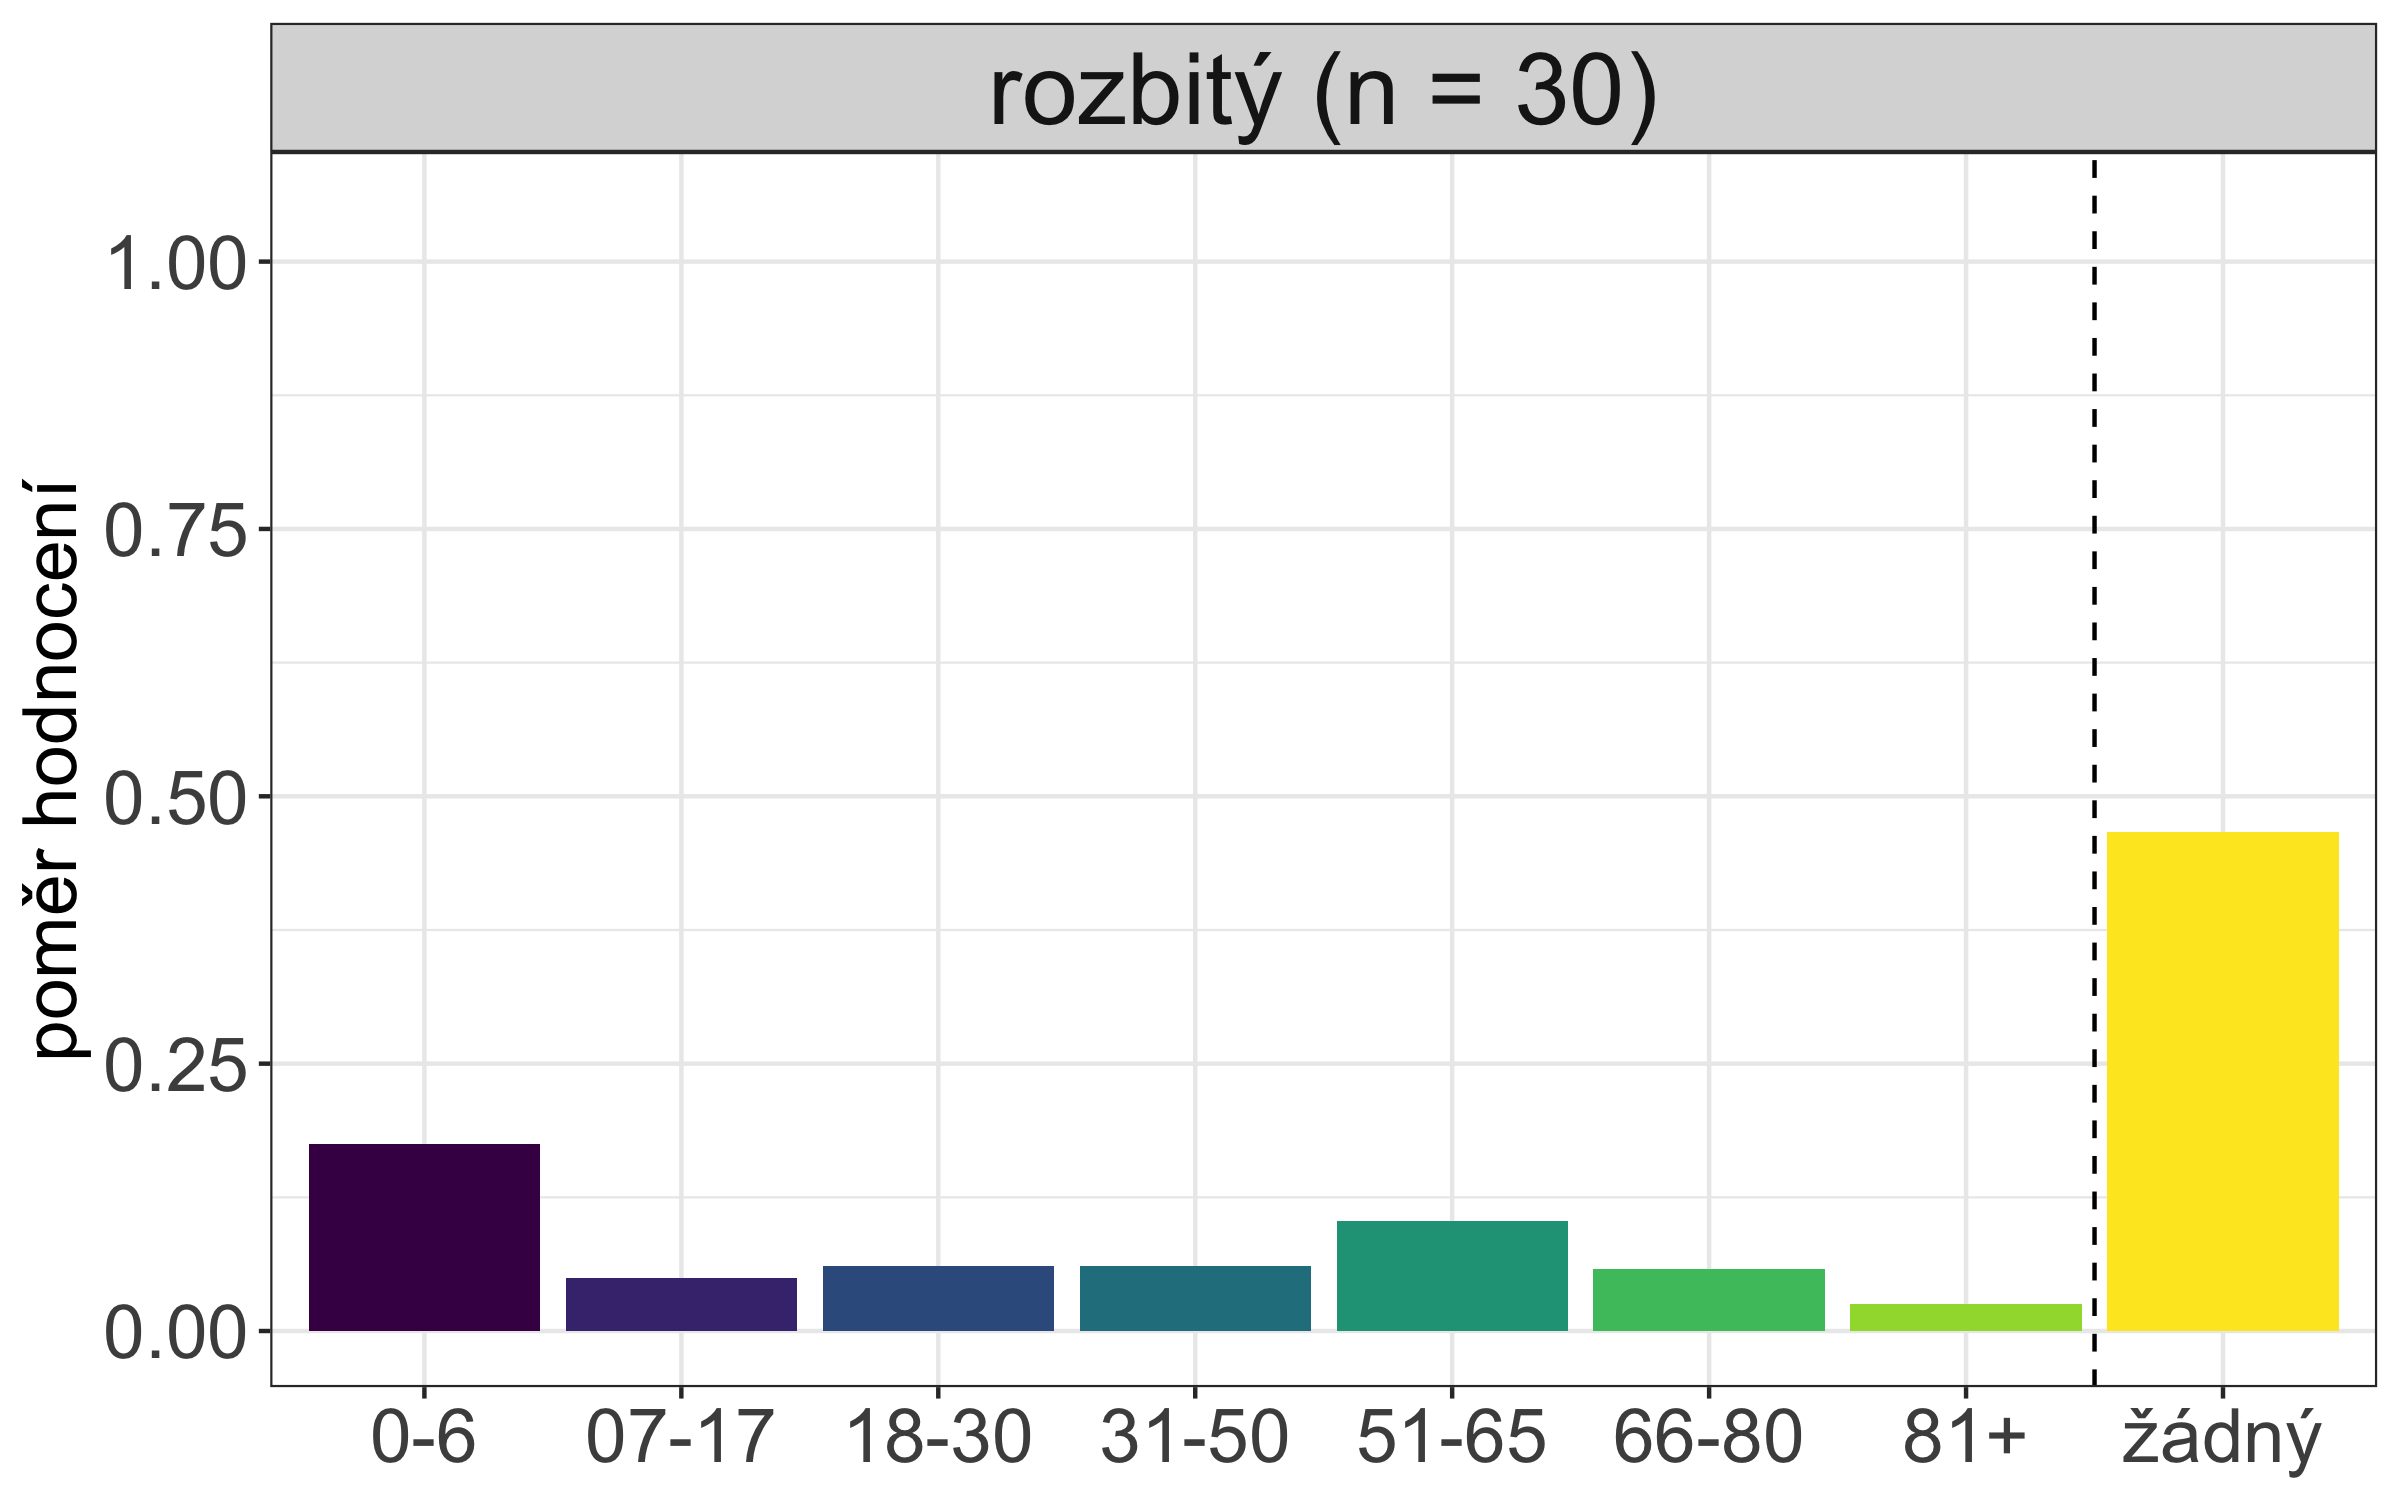 rozbitý (n = 30)
poměr hodnocení
1.00
0.75
0.50
0.25
0.00
0-6 07-17 18-30 31-50 51-65 66-80 81+ žádný